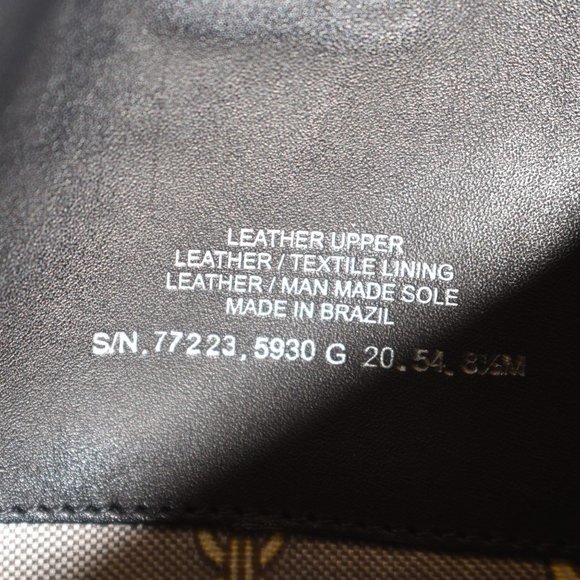 LEATHER UPPER
LEATHER / TEXTILE LINING
LEATHER / MAN MADE SOLE
MADE IN BRAZIL
S/N. 77223. 5930 G 20. 54. 8½M